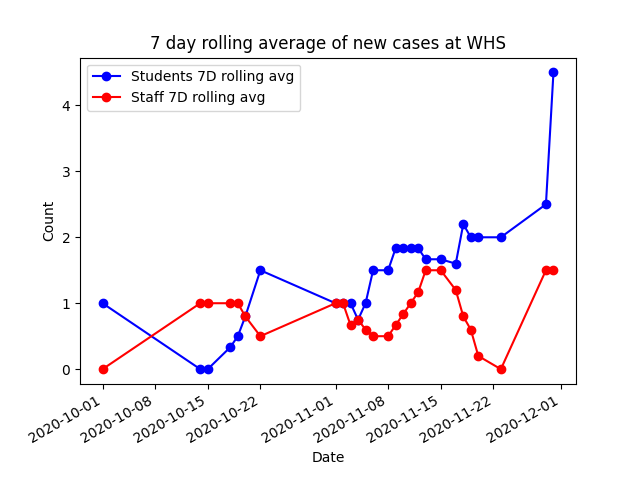 7 day rolling average of new cases at WHS
Students 7D rolling avg
Staff 7D rolling avg
Count
4
3
2
1
0
2020-10-01
2020-10-08
2020-10-15
2020-10-22
2020-11-01
2020-11-08
2020-11-15
2020-11-22
2020-12-01
Date